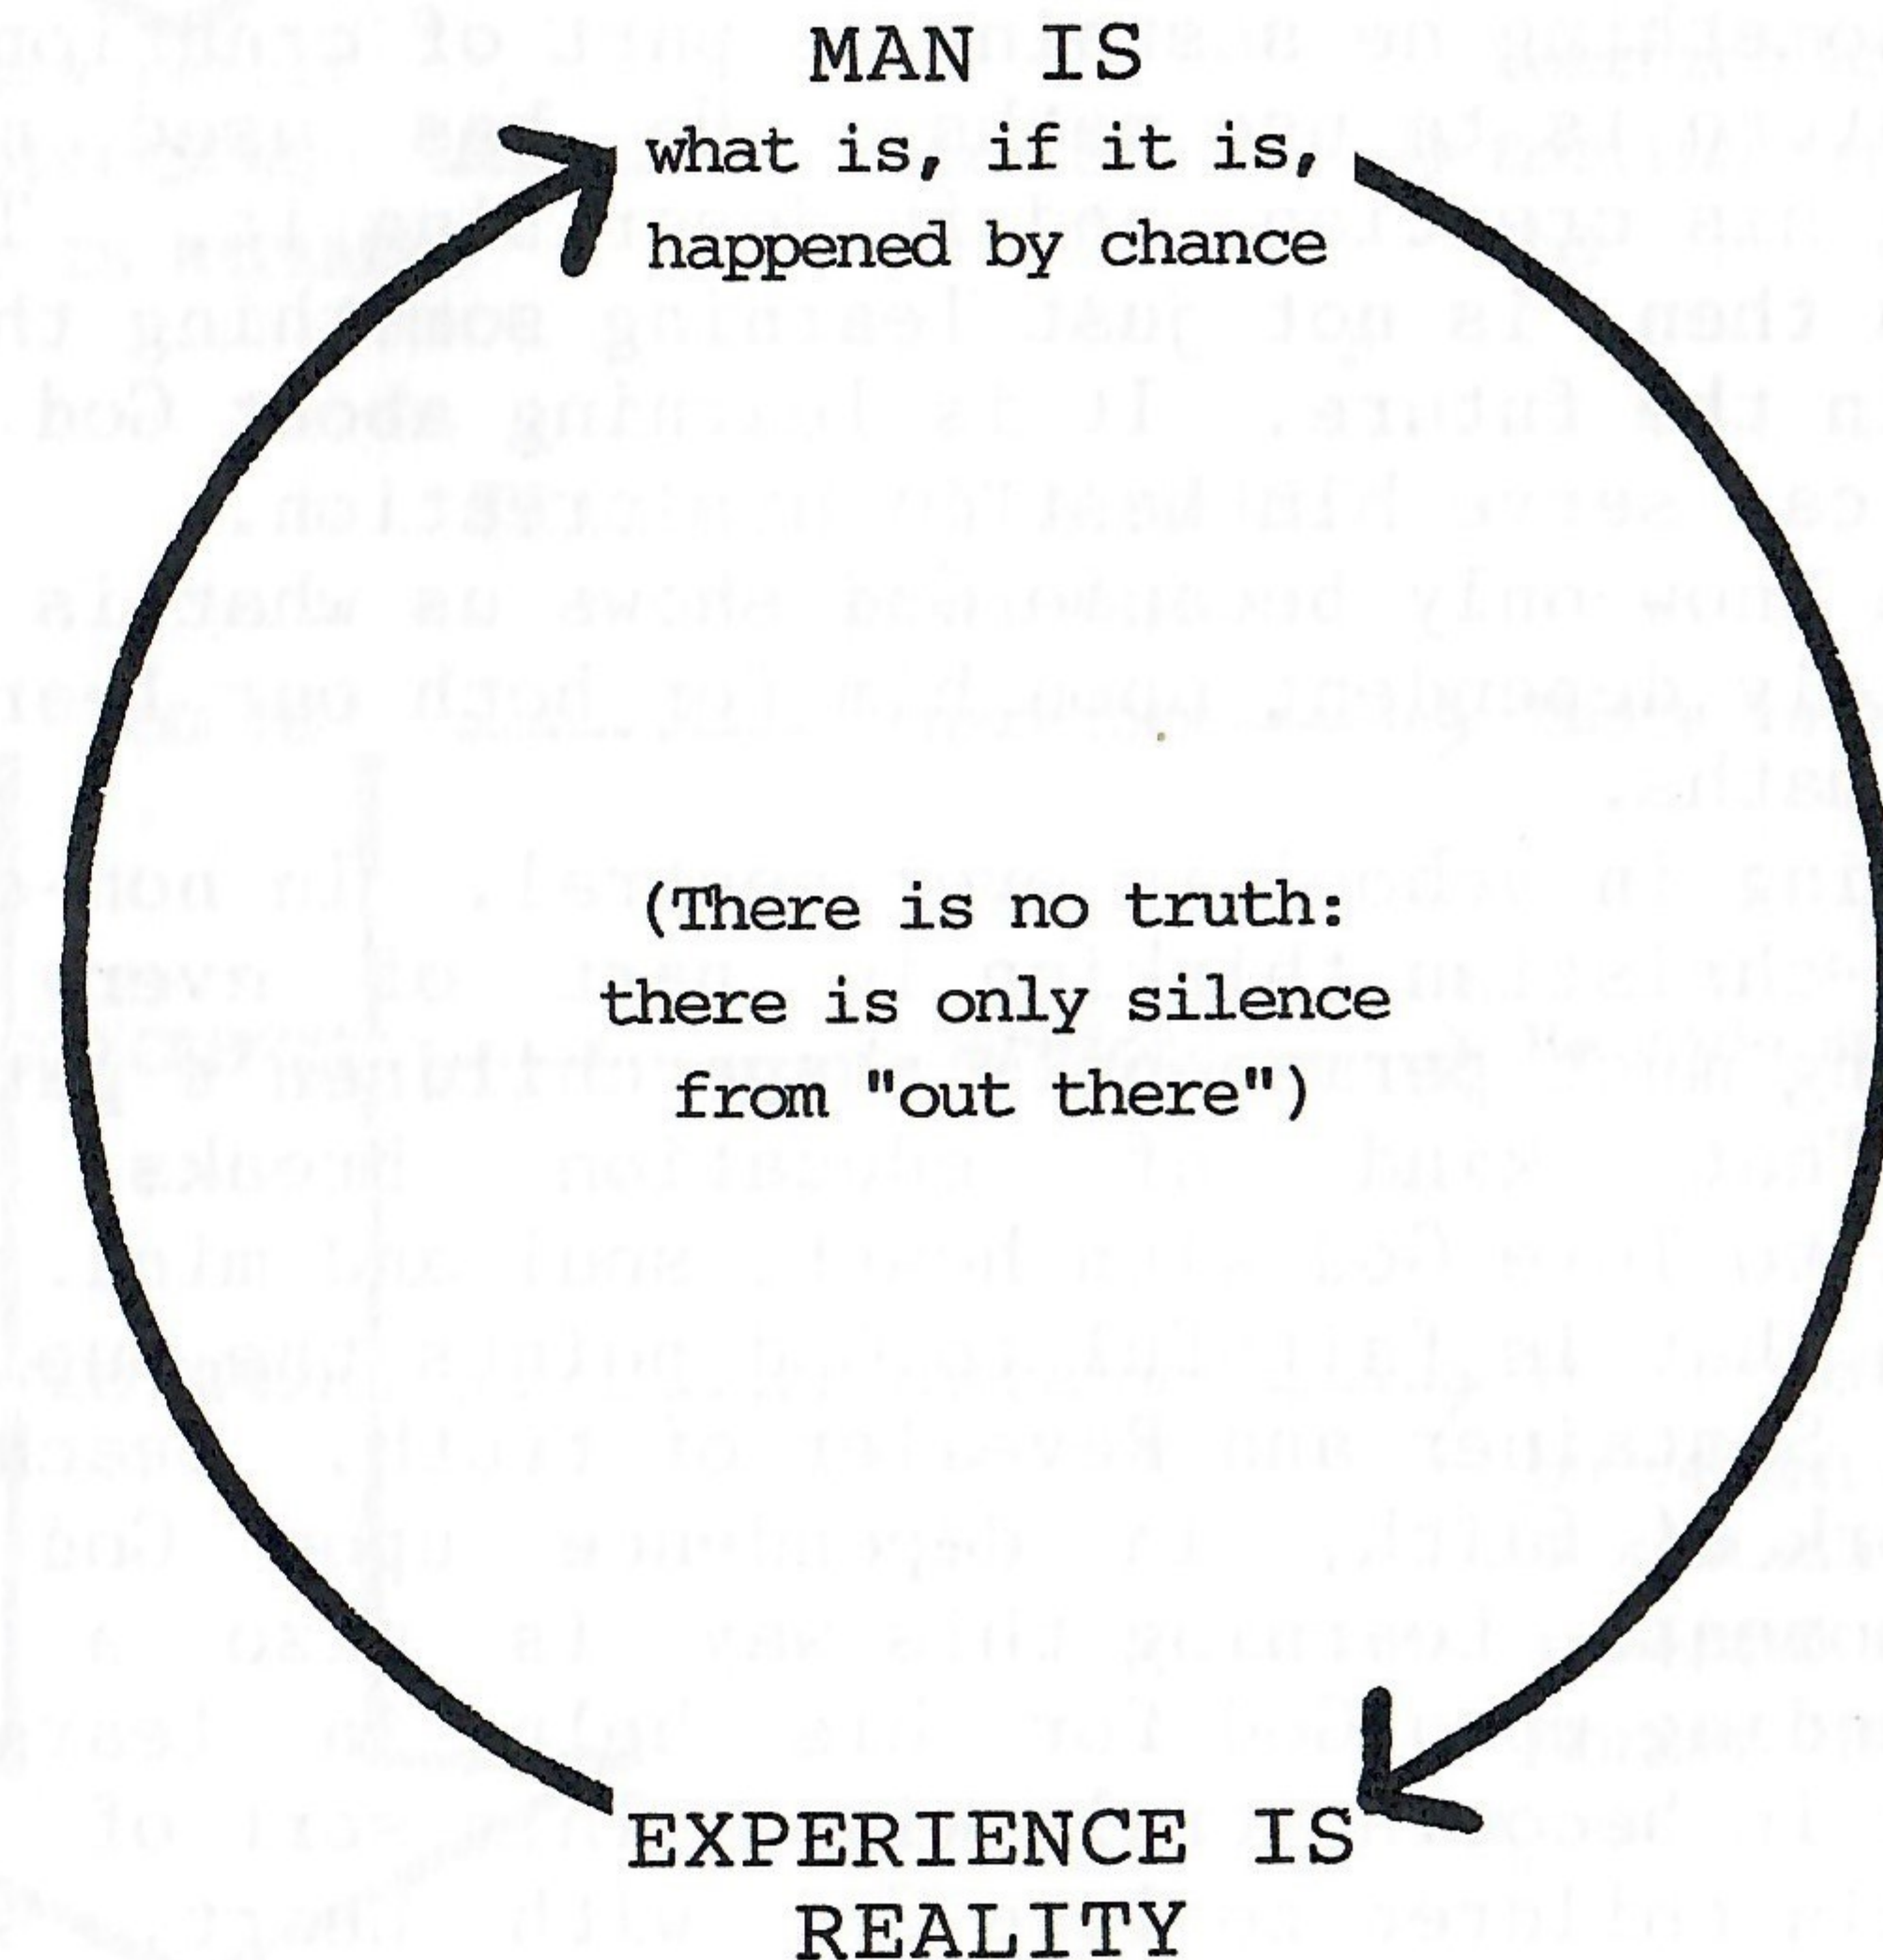 MAN IS
what is, if it is,
happened by chance
(There is no truth:
there is only silence
from "out there")
EXPERIENCE IS
REALITY